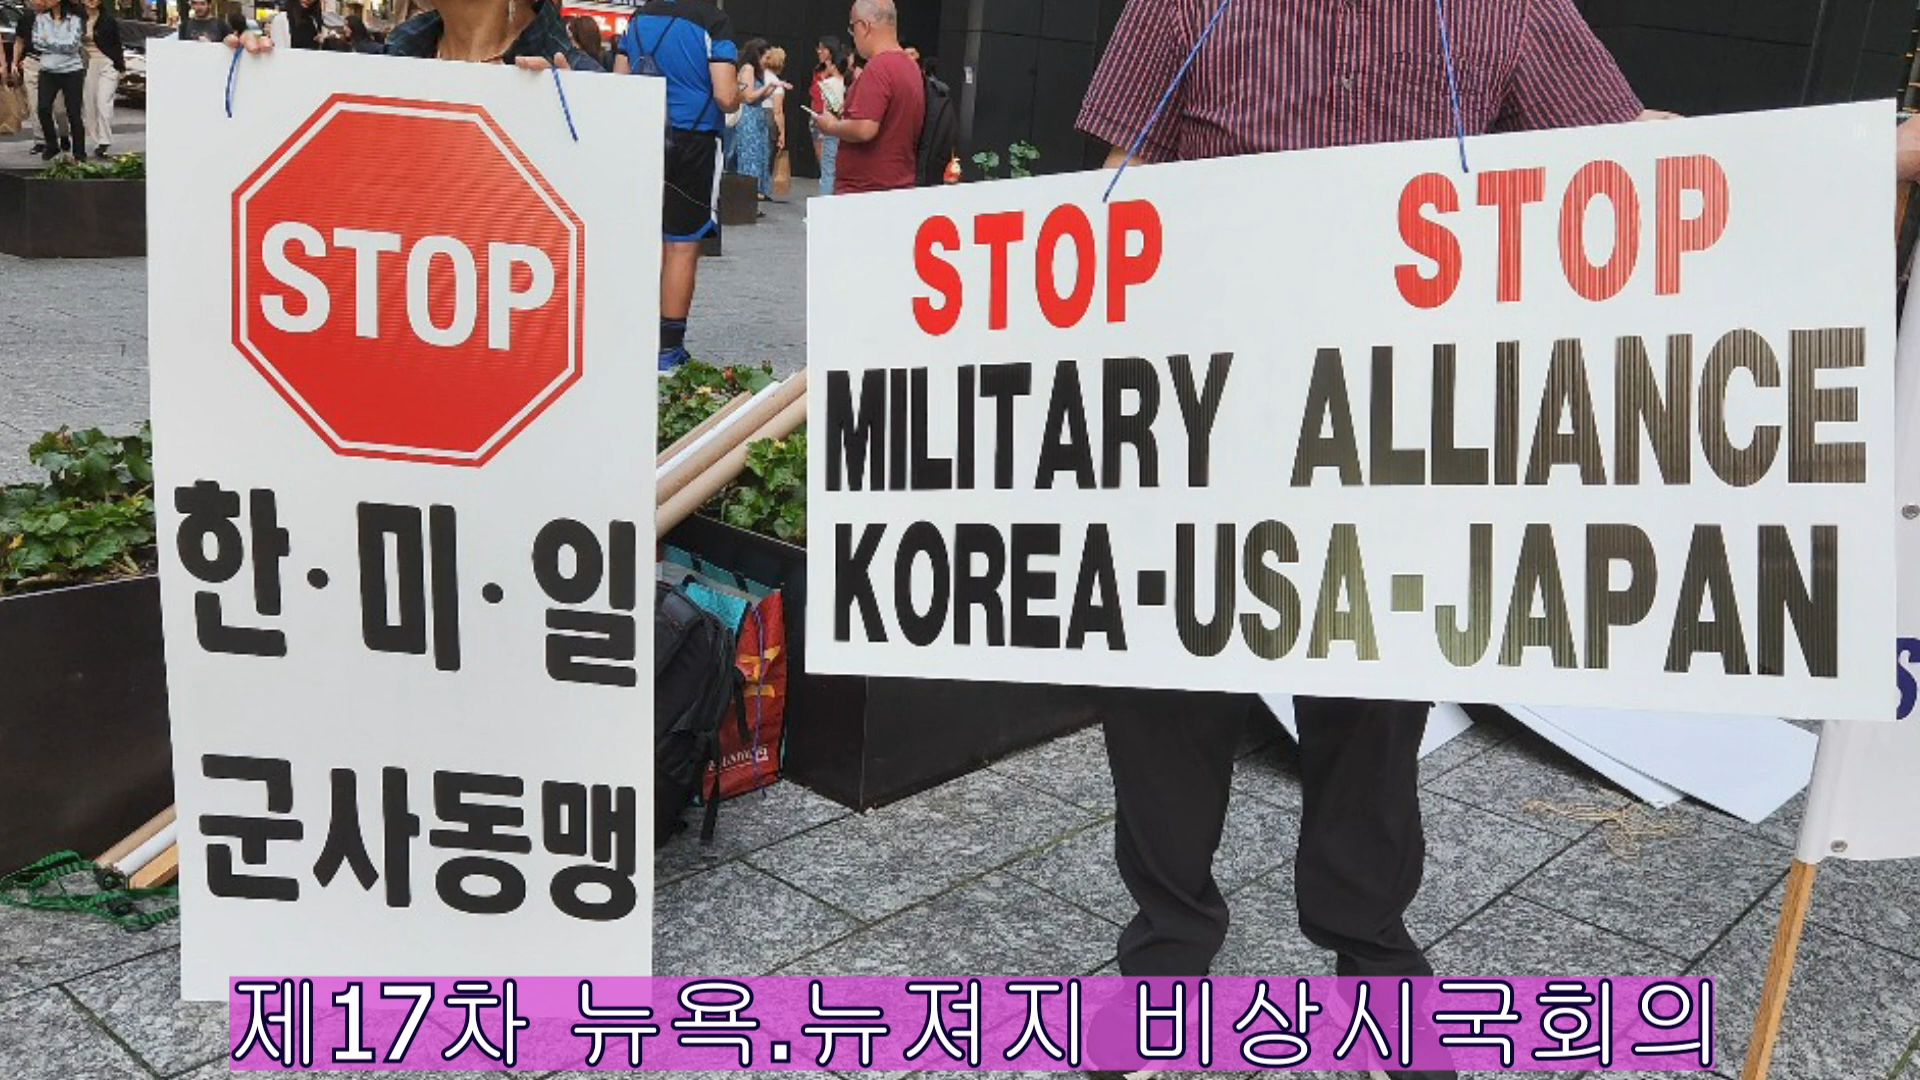 STOP
한·미·일
군사동맹
STOP STOP
MILITARY ALLIANCE
KOREA-USA-JAPAN
제17차 뉴욕.뉴져지 비상시국회의